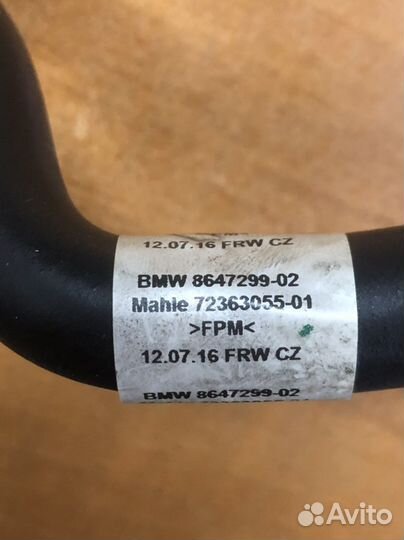 12.07.16 FRW CZ
BMW 8647299-02
Mahle 72363055-01
>FPM<
12.07.16 FRW CZ
BMW 8647299-02
Avito